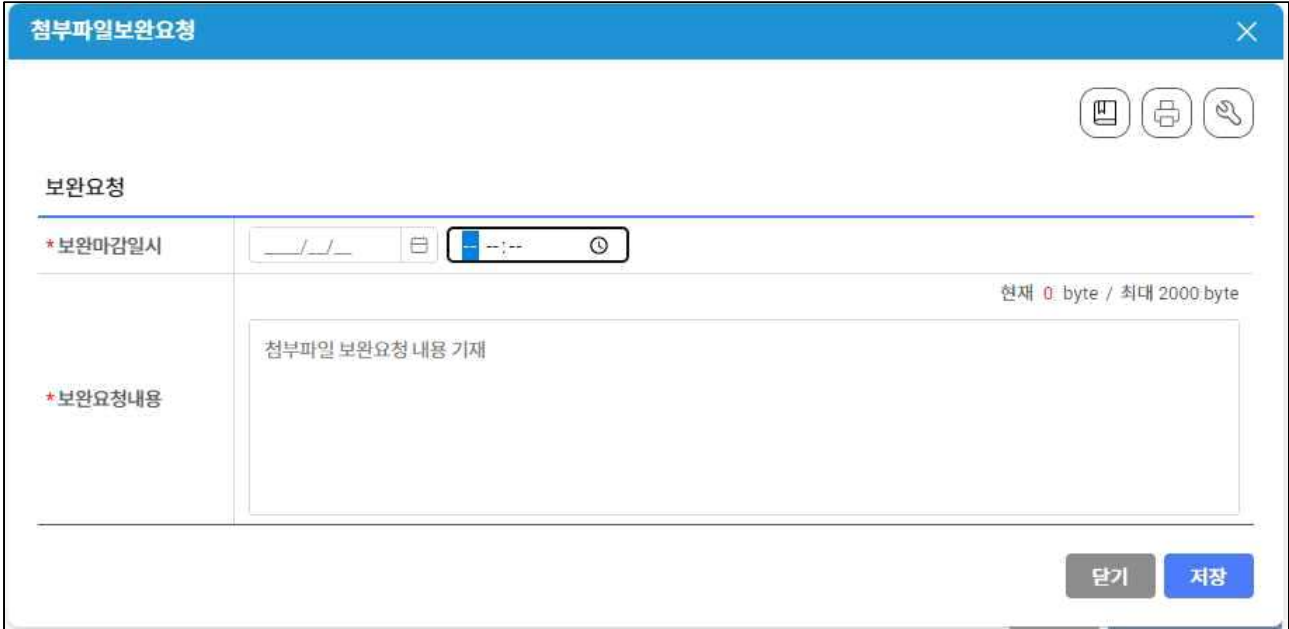 첨부파일보완요청
보완요청
*보완마감일시 ____/__/__ -- --:--
현재 0 byte / 최대 2000 byte
첨부파일 보완요청 내용 기재
*보완요청내용
닫기 저장